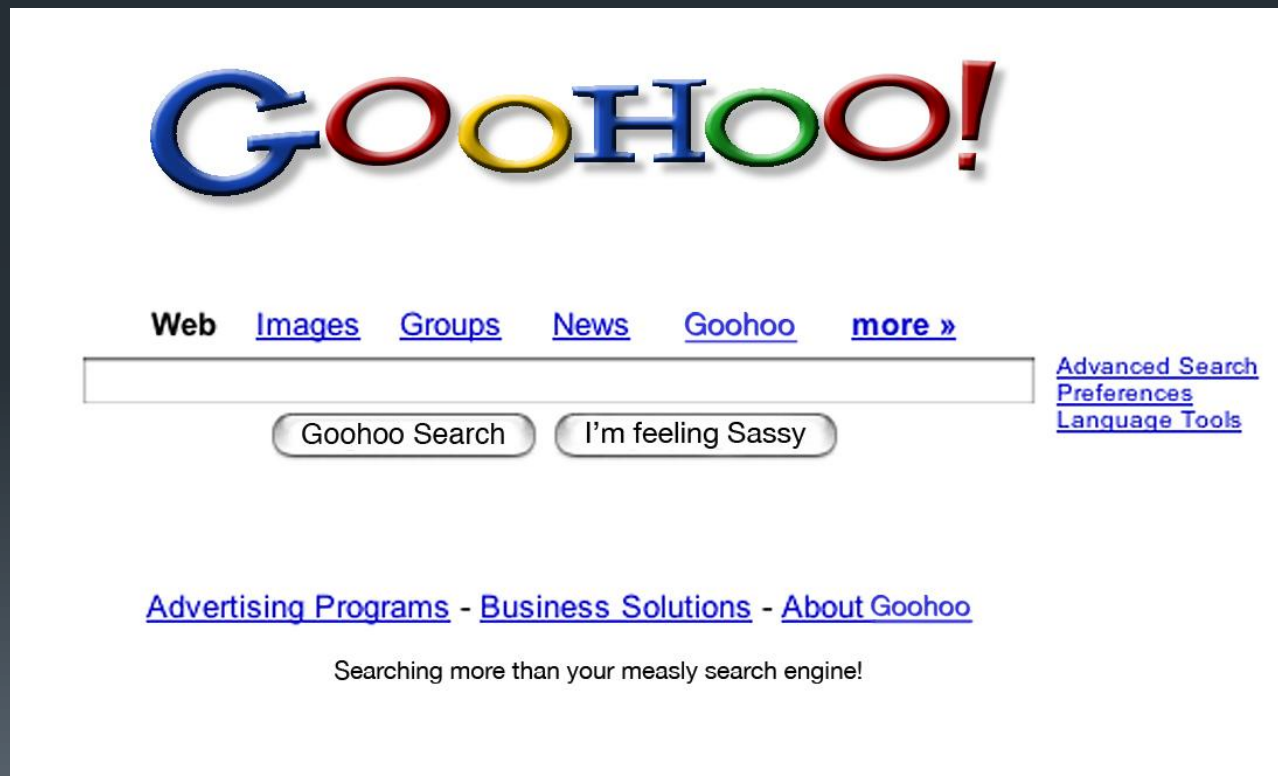 GOOHOO!
Web Images Groups News Goohoo more »
Advanced Search
Preferences
Language Tools
Goohoo Search I'm feeling Sassy
Advertising Programs - Business Solutions - About Goohoo
Searching more than your measly search engine!